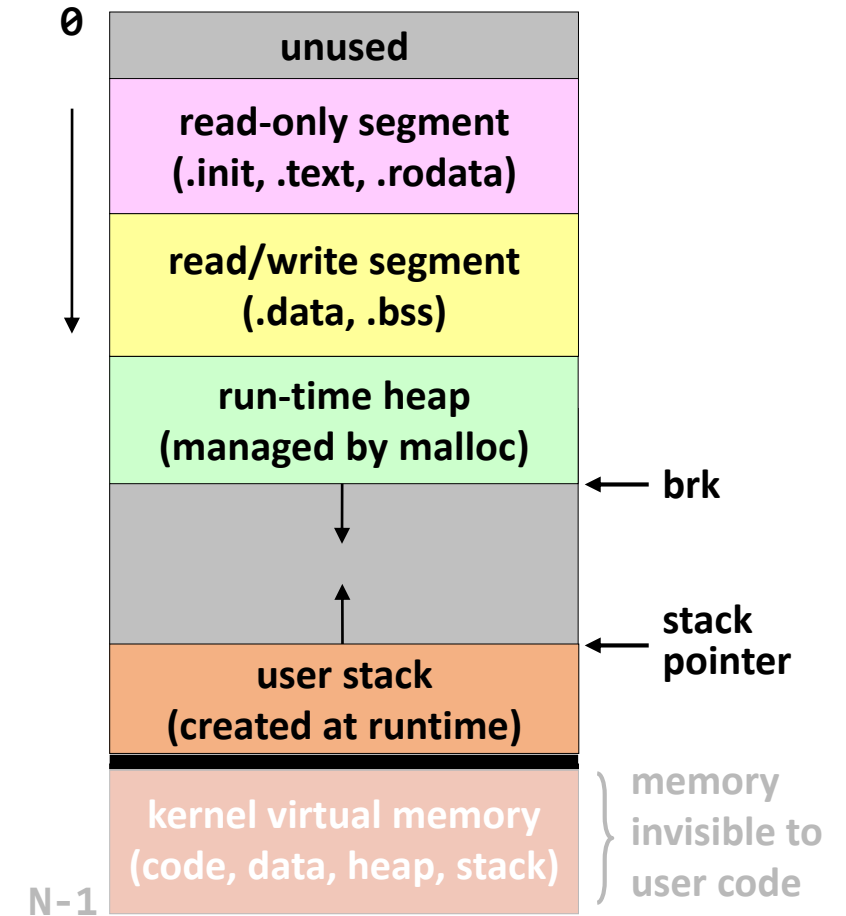 0
unused
read-only segment
(.init, .text, .rodata)
read/write segment
(.data, .bss)
run-time heap
(managed by malloc)
brk
stack
pointer
user stack
(created at runtime)
kernel virtual memory
(code, data, heap, stack)
memory
invisible to
user code
N-1